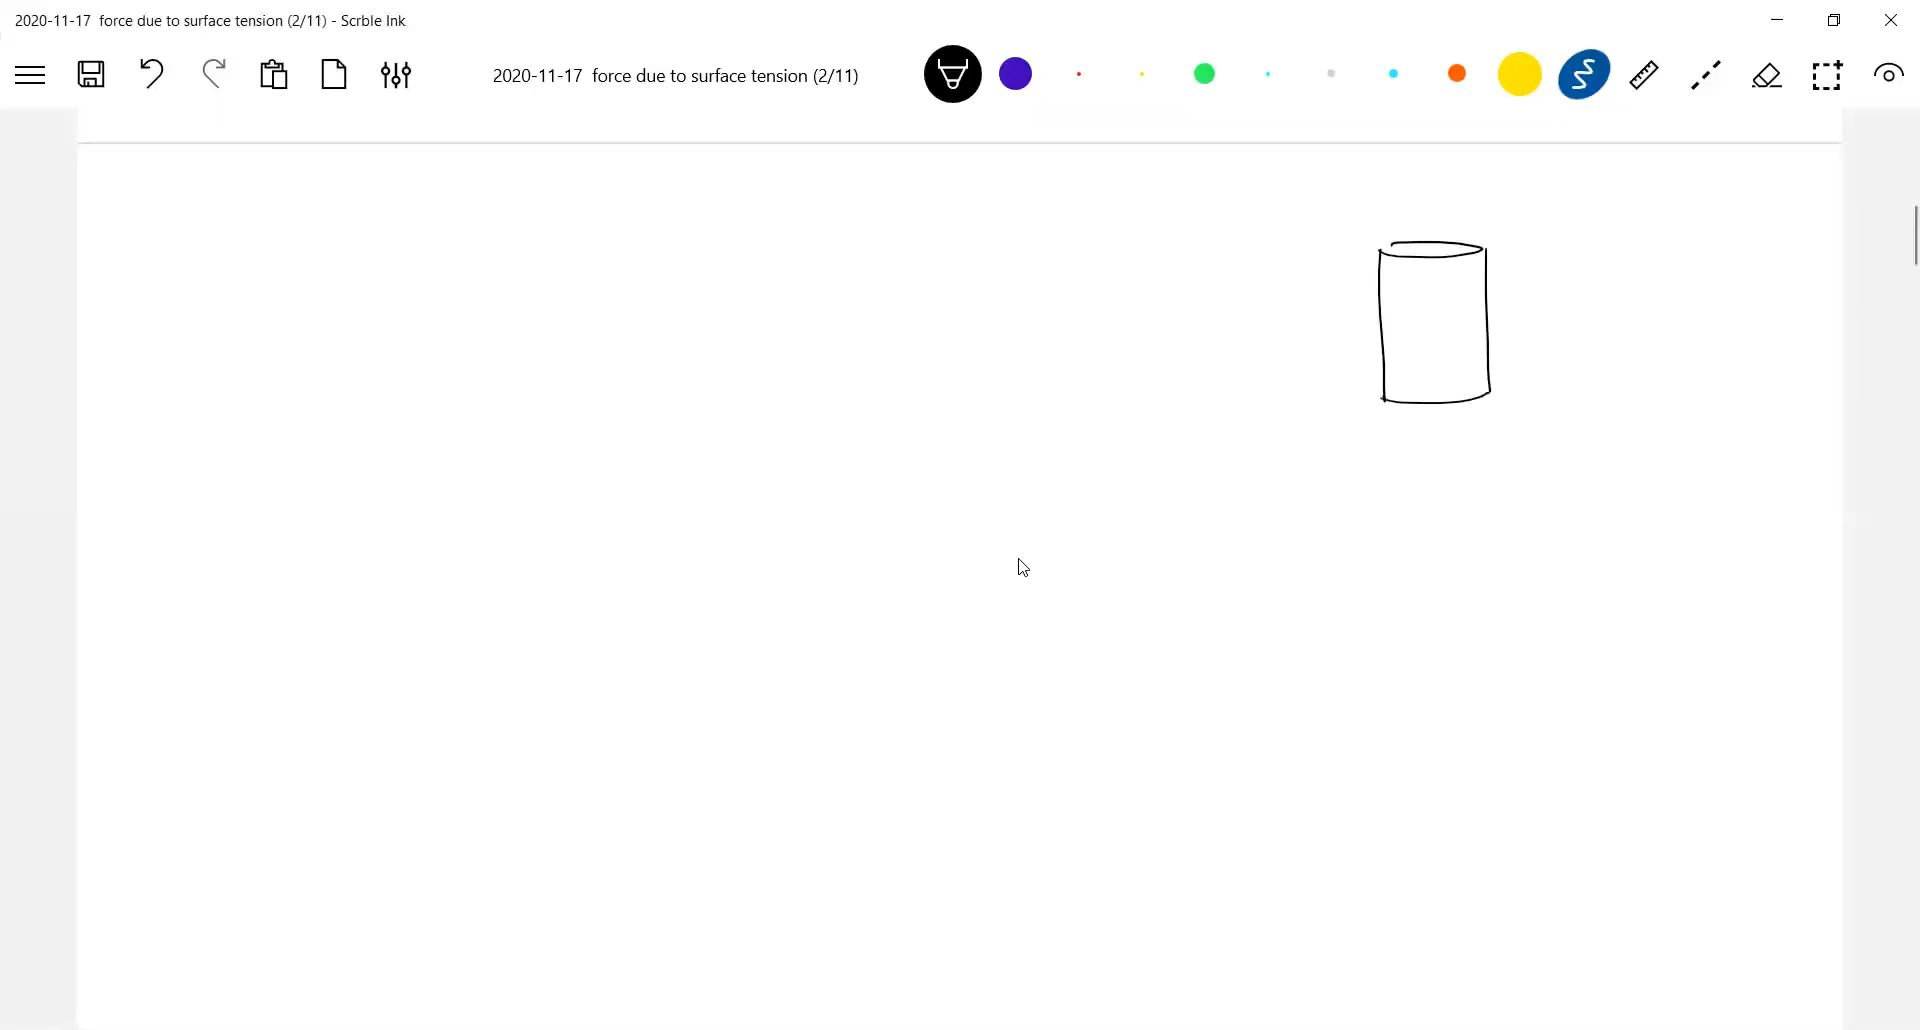 2020-11-17 force due to surface tension (2/11) - Scrble Ink
2020-11-17 force due to surface tension (2/11)